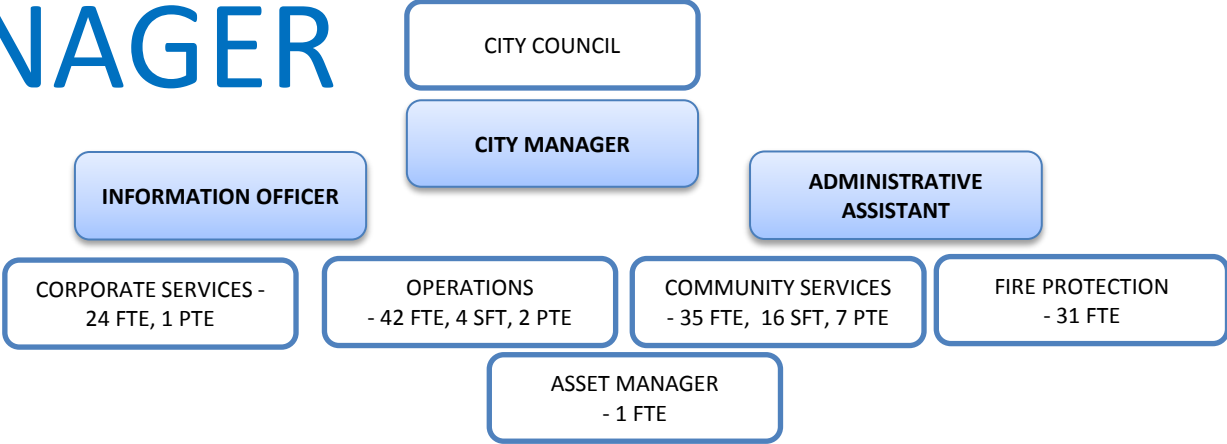 NAGER
CITY COUNCIL
CITY MANAGER
INFORMATION OFFICER
ADMINISTRATIVE
ASSISTANT
CORPORATE SERVICES -
24 FTE, 1 PTE
OPERATIONS
- 42 FTE, 4 SFT, 2 PTE
COMMUNITY SERVICES
- 35 FTE, 16 SFT, 7 PTE
FIRE PROTECTION
- 31 FTE
ASSET MANAGER
- 1 FTE